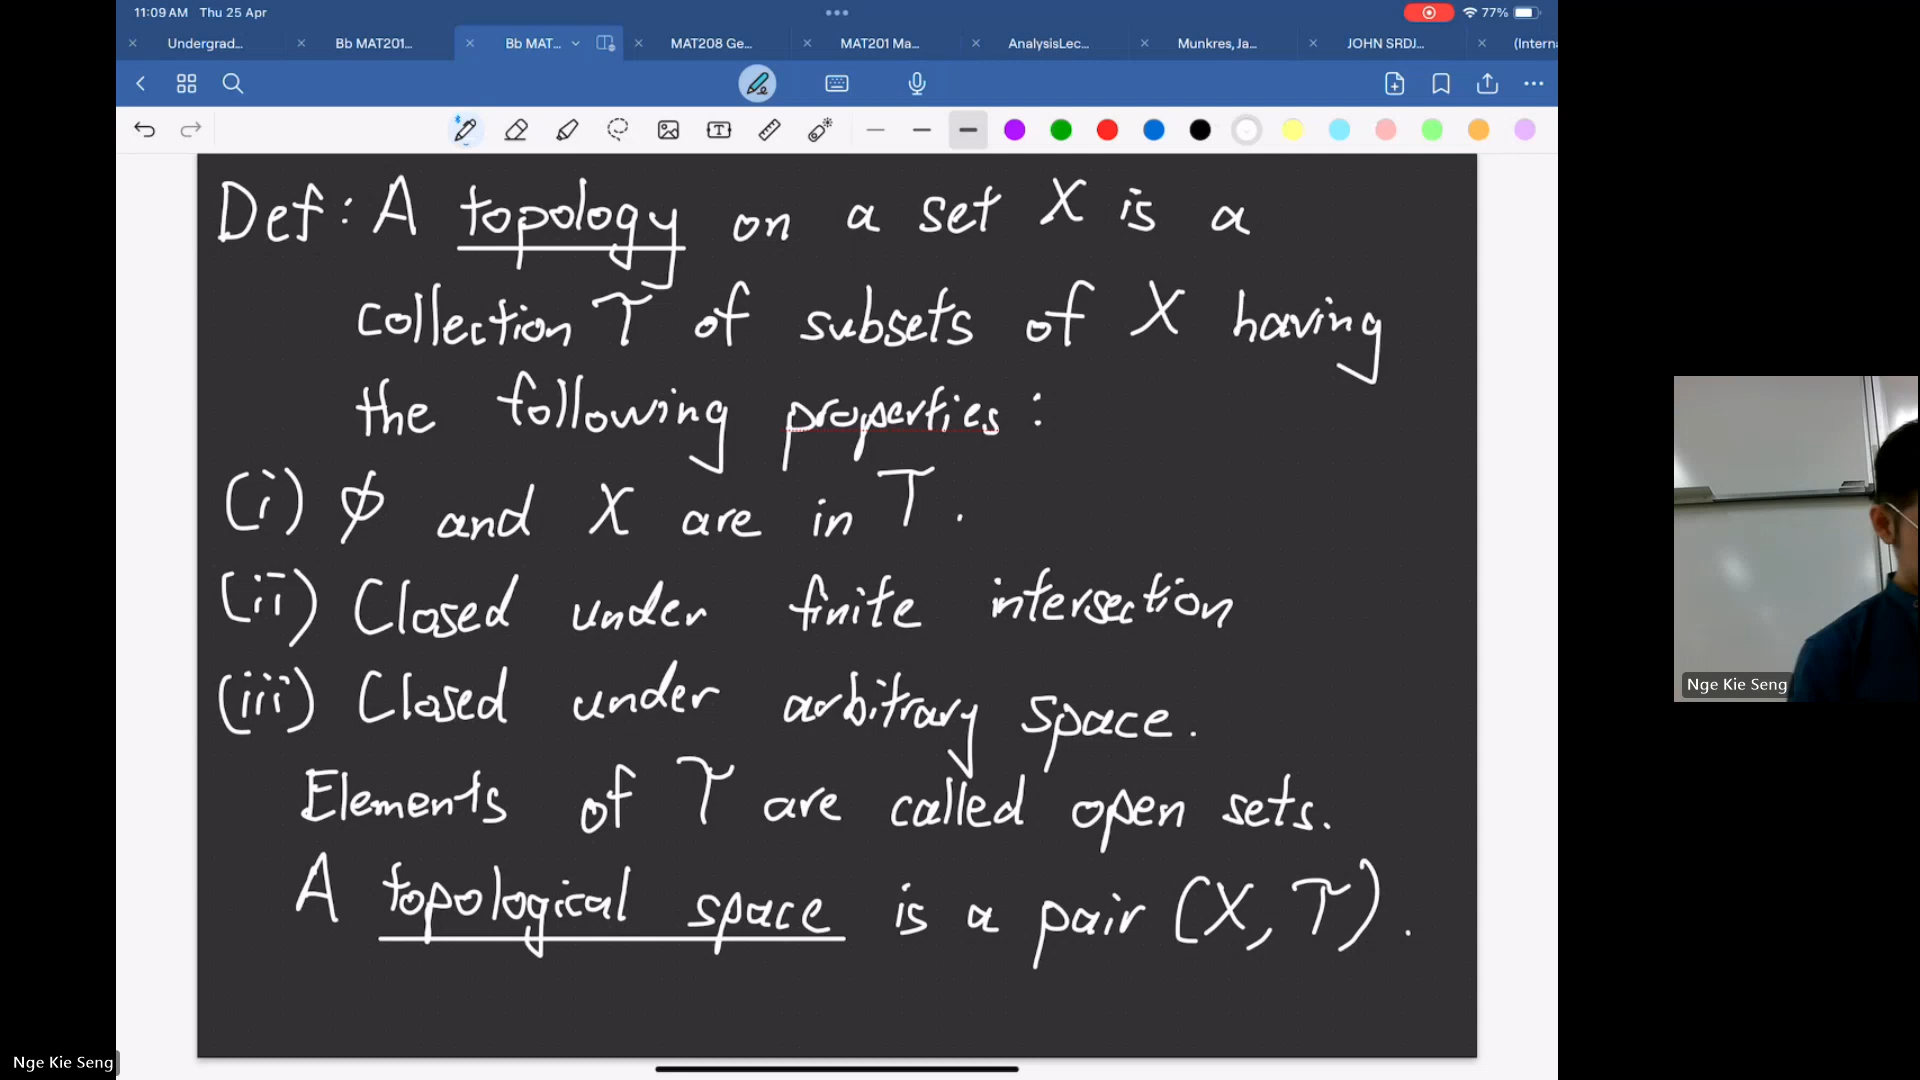 11:09 AM Thu 25 Apr
77%
Undergrad...
Bb MAT201...
Bb MAT...
MAT208 Ge...
MAT201 Ma...
AnalysisLec...
Munkres, Ja...
JOHN SRDJ...
(Intern
Def: A topology on a set X is a
collection T of subsets of X having
the following properties:
(i) ϕ and X are in T.
(ii) Closed under finite intersection
(iii) Closed under arbitrary space.
Elements of T are called open sets.
A topological space is a pair (X, T).
Nge Kie Seng
Nge Kie Seng